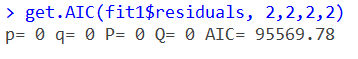 > get.AIC(fit1$residuals, 2,2,2,2)
p= 0 q= 0 P= 0 Q= 0 AIC= 95569.78